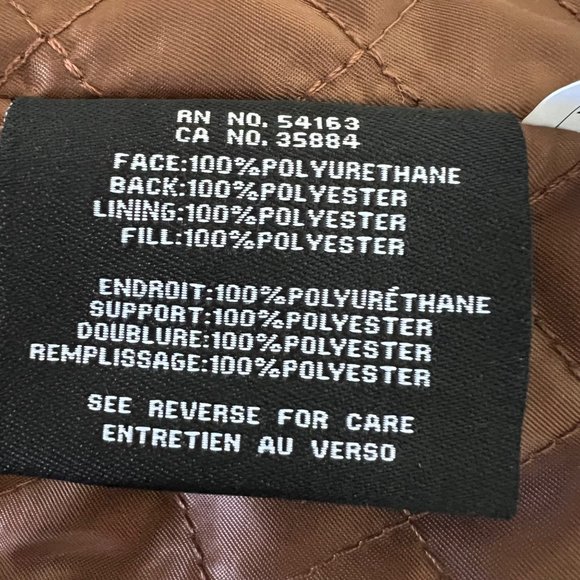 RN NO. 54163
CA NO. 35884
FACE:100%POLYURETHANE
BACK:100%POLYESTER
LINING:100%POLYESTER
FILL:100%POLYESTER
ENDROIT:100%POLYURÉTHANE
SUPPORT:100%POLYESTER
DOUBLURE:100%POLYESTER
REMPLISSAGE:100%POLYESTER
SEE REVERSE FOR CARE
ENTRETIEN AU VERSO